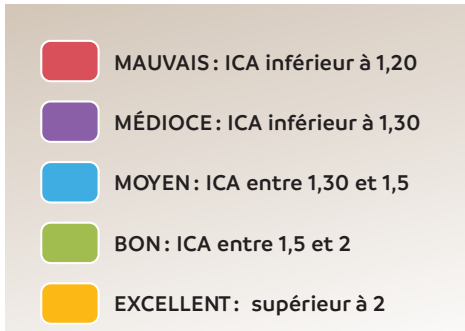 MAUVAIS : ICA inférieur à 1,20
MÉDIOCE : ICA inférieur à 1,30
MOYEN : ICA entre 1,30 et 1,5
BON : ICA entre 1,5 et 2
EXCELLENT : supérieur à 2